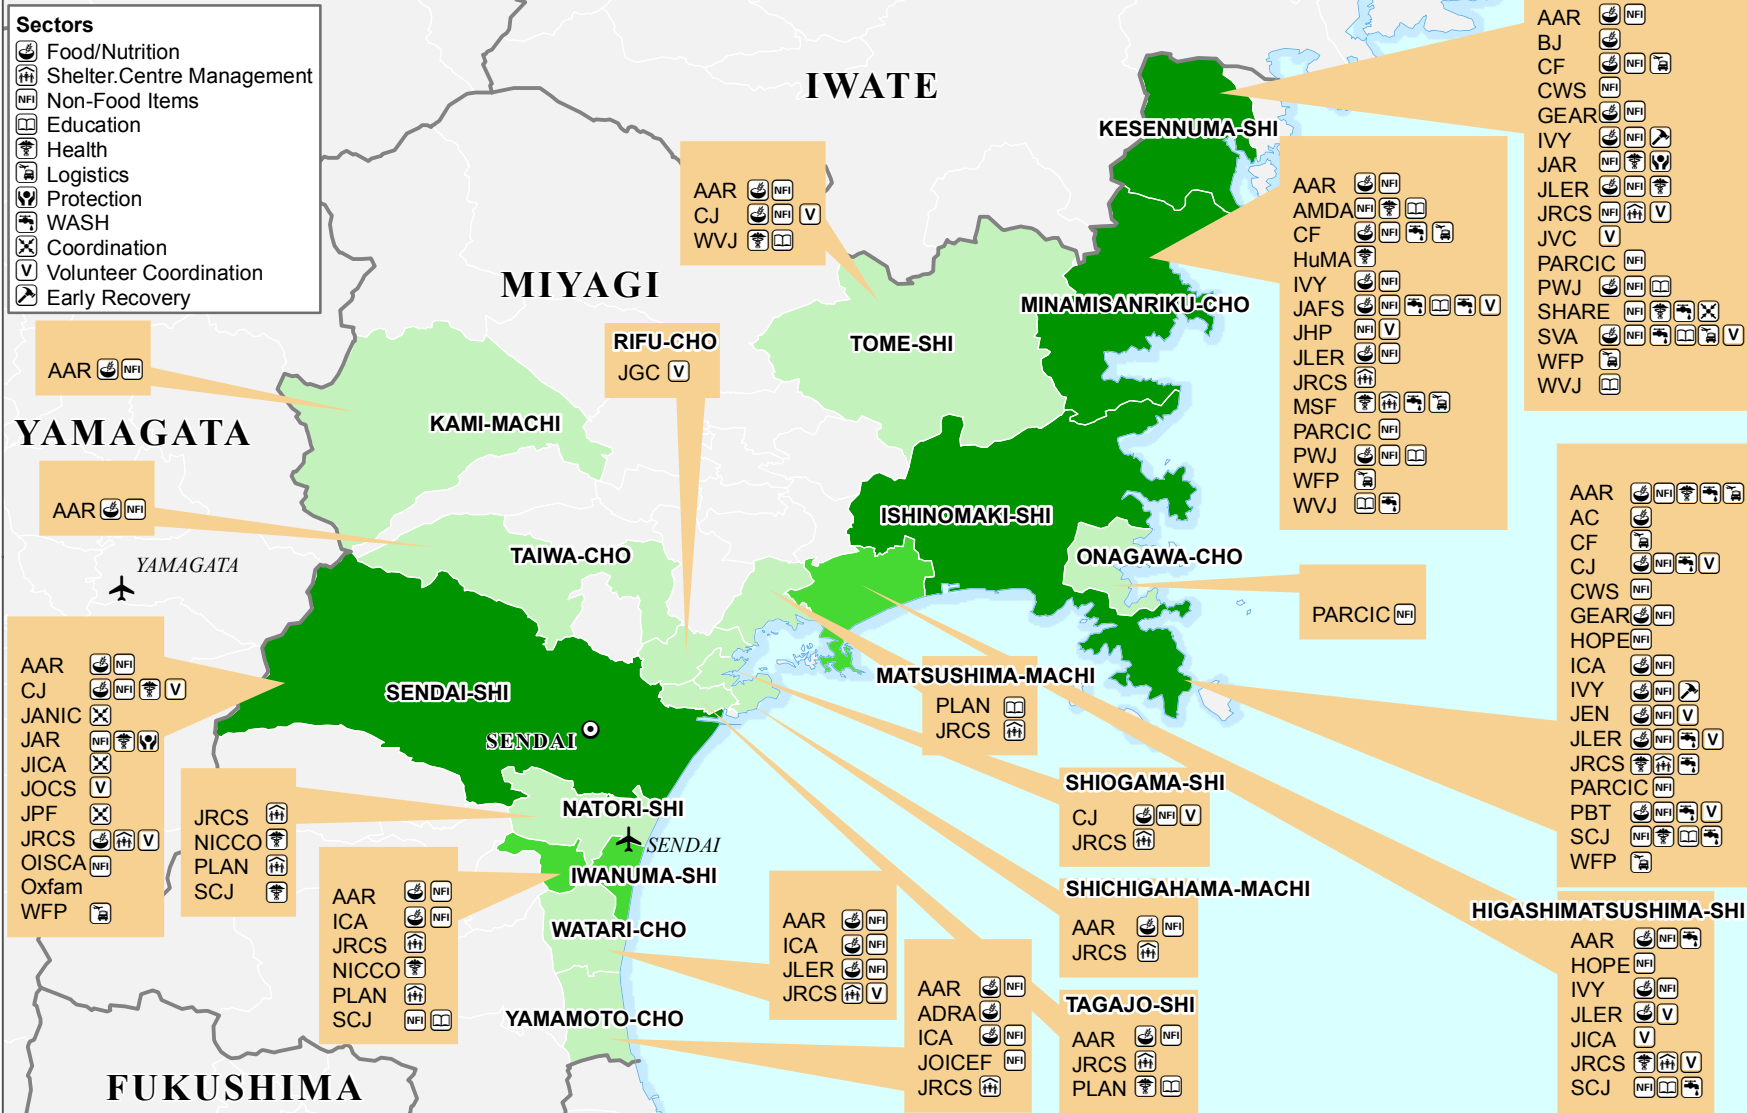 Sectors
Food/Nutrition
Shelter.Centre Management
NFI Non-Food Items
Education
Health
Logistics
Protection
WASH
Coordination
V Volunteer Coordination
Early Recovery
IWATE
MIYAGI
YAMAGATA
FUKUSHIMA
YAMAGATA
SENDAI
SENDAI
KESENNUMA-SHI
AAR NFI
BJ
CF NFI
CWS NFI
GEAR NFI
IVY NFI
JAR NFI
JLER NFI
JRCS NFI V
JVC V
PARCIC NFI
PWJ NFI
SHARE NFI
SVA NFI V
WFP
WVJ
MINAMISANRIKU-CHO
AAR NFI
AMDA NFI
CF NFI
HuMA
IVY NFI
JAFS NFI V
JHP NFI V
JLER NFI
JRCS
MSF
PARCIC NFI
PWJ NFI
WFP
WVJ
TOME-SHI
AAR NFI
CJ NFI V
WVJ
RIFU-CHO
JGC V
KAMI-MACHI
AAR NFI
TAIWA-CHO
AAR NFI
ISHINOMAKI-SHI
AAR NFI
AC
CF
CJ NFI V
CWS NFI
GEAR NFI
HOPE NFI
ICA NFI
IVY NFI
JEN NFI V
JLER NFI V
JRCS
PARCIC NFI
PBT NFI V
SCJ NFI
WFP
ONAGAWA-CHO
PARCIC NFI
SENDAI-SHI
AAR NFI
CJ NFI V
JANIC
JAR NFI
JICA
JOCS V
JPF
JRCS V
OISCA NFI
Oxfam
WFP
MATSUSHIMA-MACHI
PLAN
JRCS
SHIOGAMA-SHI
CJ NFI V
JRCS
SHICHIGAHAMA-MACHI
AAR NFI
JRCS
TAGAJO-SHI
AAR NFI
JRCS
PLAN
HIGASHIMATSUSHIMA-SHI
AAR NFI
HOPE NFI
IVY NFI
JLER V
JICA V
JRCS V
SCJ NFI
NATORI-SHI
JRCS
NICCO
PLAN
SCJ
IWANUMA-SHI
AAR NFI
ICA NFI
JRCS
NICCO
PLAN
SCJ NFI
WATARI-CHO
AAR NFI
ICA NFI
JLER NFI
JRCS V
YAMAMOTO-CHO
AAR NFI
ADRA
ICA NFI
JOICEF NFI
JRCS